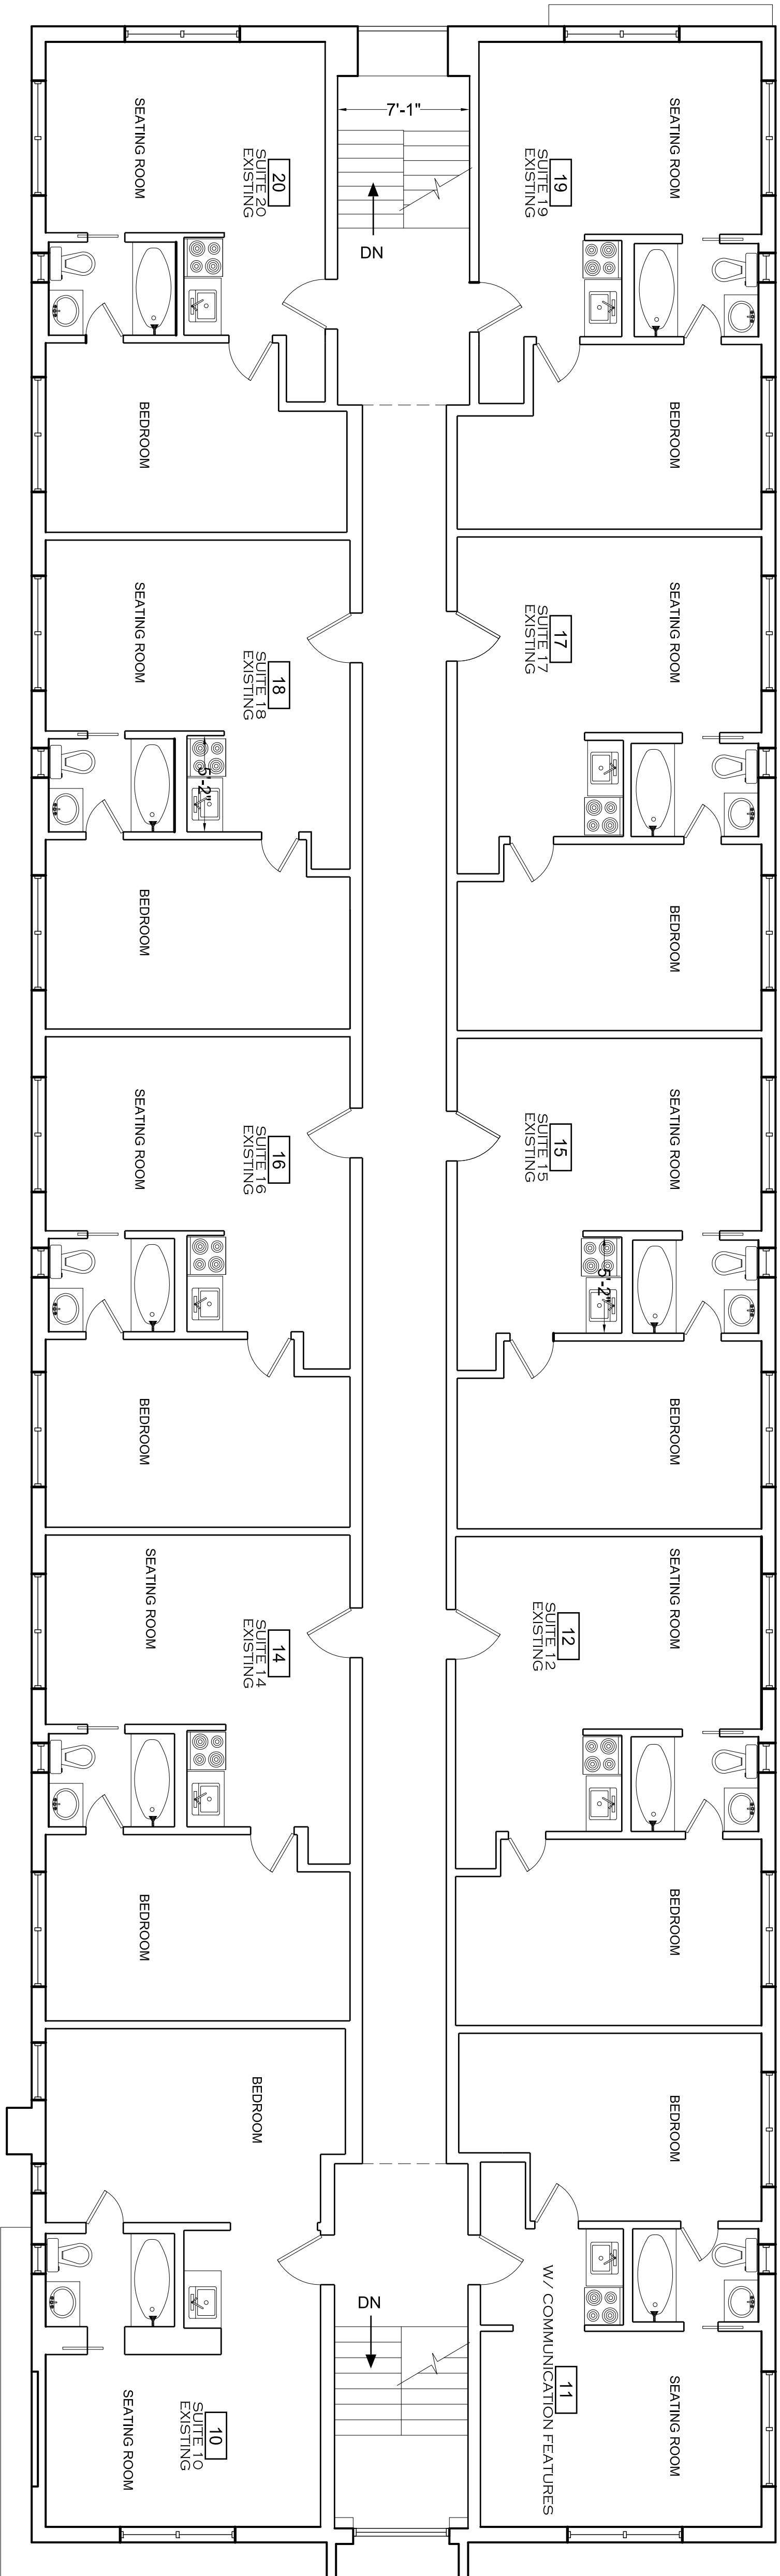 SEATING ROOM
20
SUITE 20
EXISTING
7'-1"
DN
19
SUITE 19
EXISTING
SEATING ROOM
BEDROOM
BEDROOM
SEATING ROOM
18
SUITE 18
EXISTING
5'-2"
17
SUITE 17
EXISTING
SEATING ROOM
BEDROOM
BEDROOM
SEATING ROOM
16
SUITE 16
EXISTING
15
SUITE 15
EXISTING
5'-2"
SEATING ROOM
BEDROOM
BEDROOM
SEATING ROOM
14
SUITE 14
EXISTING
12
SUITE 12
EXISTING
SEATING ROOM
BEDROOM
BEDROOM
BEDROOM
BEDROOM
SEATING ROOM
10
SUITE 10
EXISTING
DN
11
W/ COMMUNICATION FEATURES
SEATING ROOM